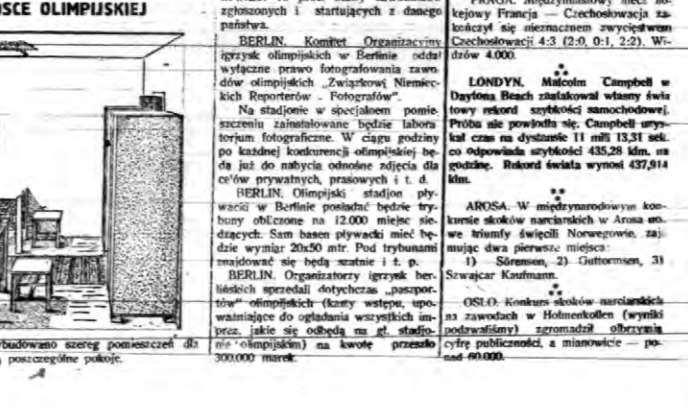 SCE OLIMPIJSKIEJ
budowano szereg pomieszczeń dla
poszczególne pokoje.
zgłoszonych i startujących z danego
państwa.
BERLIN. Komitet Organizacyjny
igrzysk olimpijskich w Berlinie oddał
wyłączne prawo fotografowania zawo
dów olimpijskich „Związkowi Niemiec-
kich Reporterów - Fotografów”.
Na stadjonie w specjalnem pomie-
szczeniu zainstalowane będzie labora
torjum fotograficzne. W ciągu godziny
po każdej konkurencji olimpijskiej bę-
dą już do nabycia odnośne zdjęcia dla
ce'ów prywatnych, prasowych i t. d.
BERLIN. Olimpijski stadjon pły-
wacki w Berlinie posiadać będzie try-
buny obliczone na 12.000 miejsc sie-
dzących. Sam basen pływacki mieć bę-
dzie wymiar 20x50 mtr. Pod trybunami
znajdować się będą szatnie i t. p.
BERLIN. Organizatorzy igrzysk ber-
lińskich sprzedali dotychczas „paszpor-
tów” olimpijskich (karty wstępu, upo-
ważniające do oglądania wszystkich im-
prez, jakie się odbędą na gł. stadjo-
nie olimpijskim) na kwotę przeszło
300.000 marek.
kejowy Francja — Czechosłowacja za-
kończył się nieznacznem zwycięstwem
Czechosłowacji 4:3 (2:0, 0:1, 2:2). Wi-
dzów 4.000.
LONDYN. Malcolm Campbell w
Daytona Beach zaatakował własny świa
towy rekord szybkości samochodowej.
Próba nie powiodła się. Campbell uzys-
kał czas na dystansie 11 mili 13,31 sek.
co odpowiada szybkości 435,28 klm. na
godzinę. Rekord świata wynosi 437,914
klm.
AROSA. W międzynarodowym kon-
kursie skoków narciarskich w Arosa no-
we triumfy święcili Norwegowie, zaj-
mując dwa pierwsze miejsca:
1) Sörensen, 2) Guttormsen, 3)
Szwajcar Kaufmann.
OSLO. Konkurs skoków narciarskich
na zawodach w Holmenkollen (wyniki
podawaliśmy) zgromadził olbrzymią
cyfrę publiczności, a mianowicie — po-
nad 60.000.